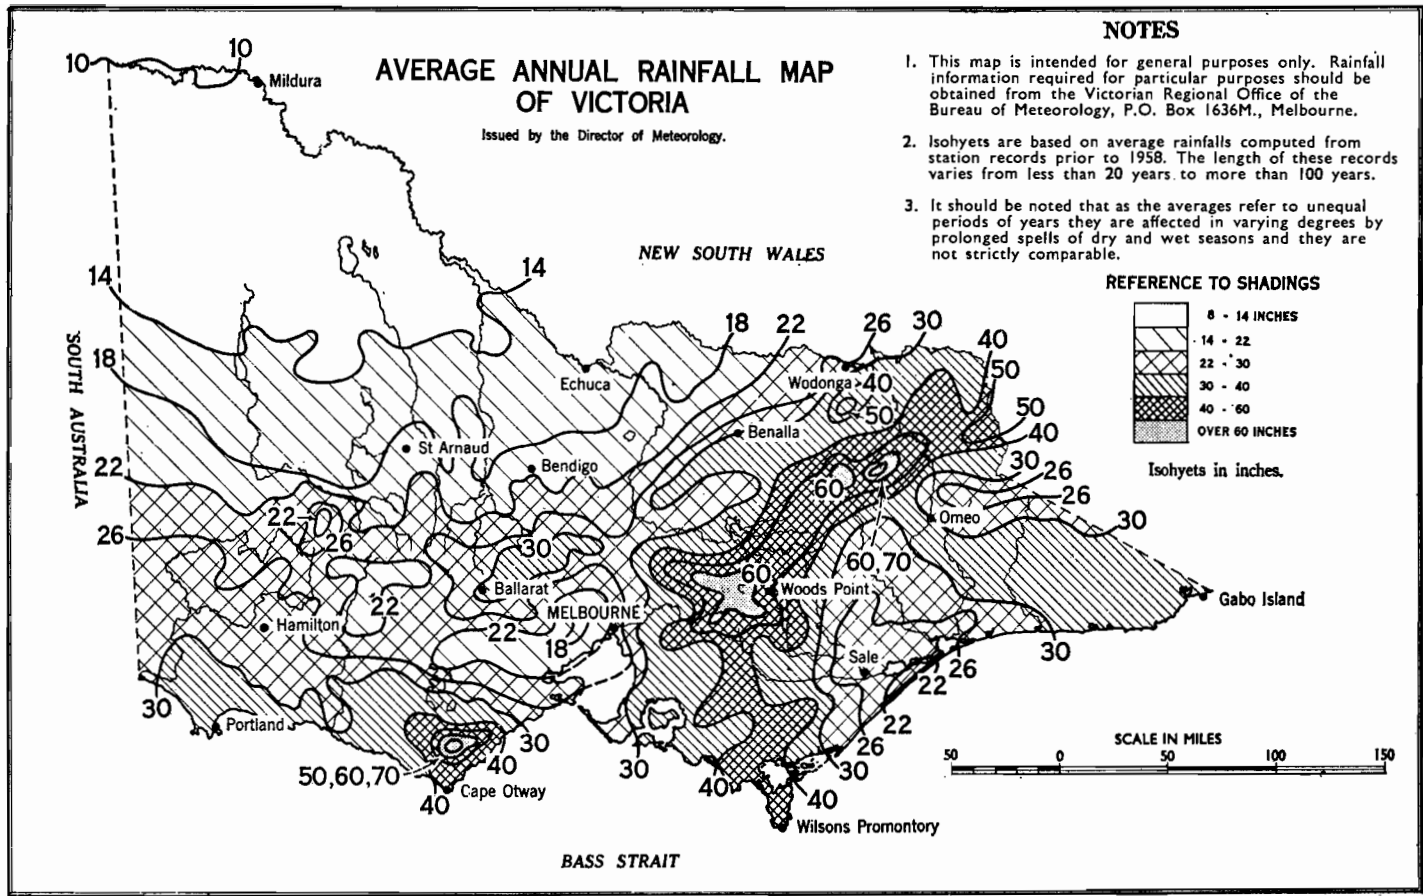 AVERAGE ANNUAL RAINFALL MAP
OF VICTORIA
Issued by the Director of Meteorology.
NOTES
1. This map is intended for general purposes only. Rainfall
information required for particular purposes should be
obtained from the Victorian Regional Office of the
Bureau of Meteorology, P.O. Box 1636M., Melbourne.
2. Isohyets are based on average rainfalls computed from
station records prior to 1958. The length of these records
varies from less than 20 years to more than 100 years.
3. It should be noted that as the averages refer to unequal
periods of years they are affected in varying degrees by
prolonged spells of dry and wet seasons and they are
not strictly comparable.
REFERENCE TO SHADINGS
8 - 14 INCHES
14 - 22
22 - 30
30 - 40
40 - 60
OVER 60 INCHES
Isohyets in inches.
10
10
Mildura
NEW SOUTH WALES
14
14
SOUTH AUSTRALIA
18
18
22
26
30
40
50
Echuca
Wodonga
40
50
50
40
Benalla
St Arnaud
Bendigo
22
30
26
26
60
22
26
26
30
Omeo
30
60,70
60
Ballarat
Woods Point
22
MELBOURNE
Gabo Island
Hamilton
22
18
30
26
Sale
22
30
Portland
22
30
26
SCALE IN MILES
50
0
50
100
150
50,60,70
40
30
40
30
40
Cape Otway
40
Wilsons Promontory
BASS STRAIT